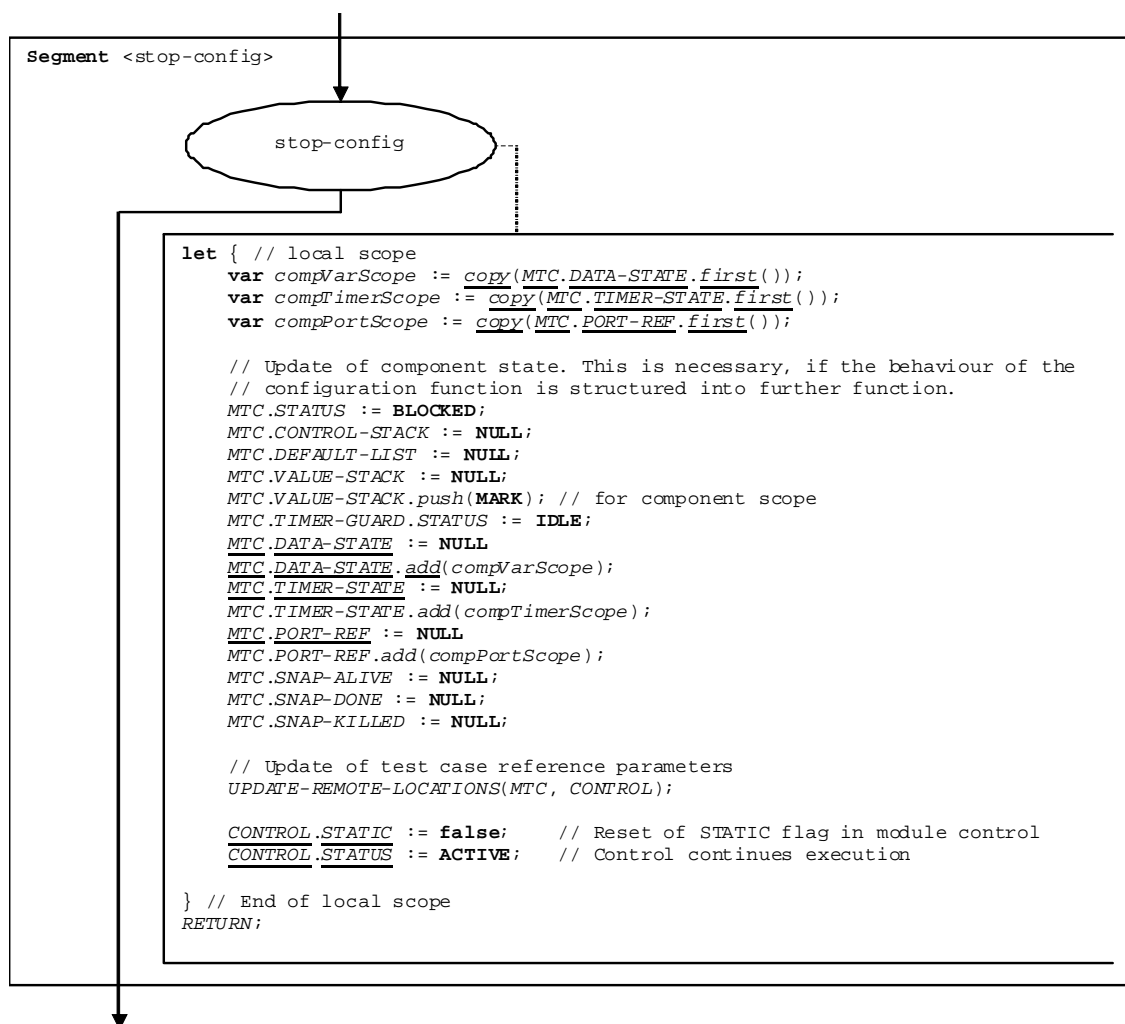 Segment <stop-config>
stop-config
let { // local scope
var compVarScope := copy(MTC.DATA-STATE.first());
var compTimerScope := copy(MTC.TIMER-STATE.first());
var compPortScope := copy(MTC.PORT-REF.first());
// Update of component state. This is necessary, if the behaviour of the
// configuration function is structured into further function.
MTC.STATUS := BLOCKED;
MTC.CONTROL-STACK := NULL;
MTC.DEFAULT-LIST := NULL;
MTC.VALUE-STACK := NULL;
MTC.VALUE-STACK.push(MARK); // for component scope
MTC.TIMER-GUARD.STATUS := IDLE;
MTC.DATA-STATE := NULL
MTC.DATA-STATE.add(compVarScope);
MTC.TIMER-STATE := NULL;
MTC.TIMER-STATE.add(compTimerScope);
MTC.PORT-REF := NULL
MTC.PORT-REF.add(compPortScope);
MTC.SNAP-ALIVE := NULL;
MTC.SNAP-DONE := NULL;
MTC.SNAP-KILLED := NULL;
// Update of test case reference parameters
UPDATE-REMOTE-LOCATIONS(MTC, CONTROL);
CONTROL.STATIC := false; // Reset of STATIC flag in module control
CONTROL.STATUS := ACTIVE; // Control continues execution
} // End of local scope
RETURN;